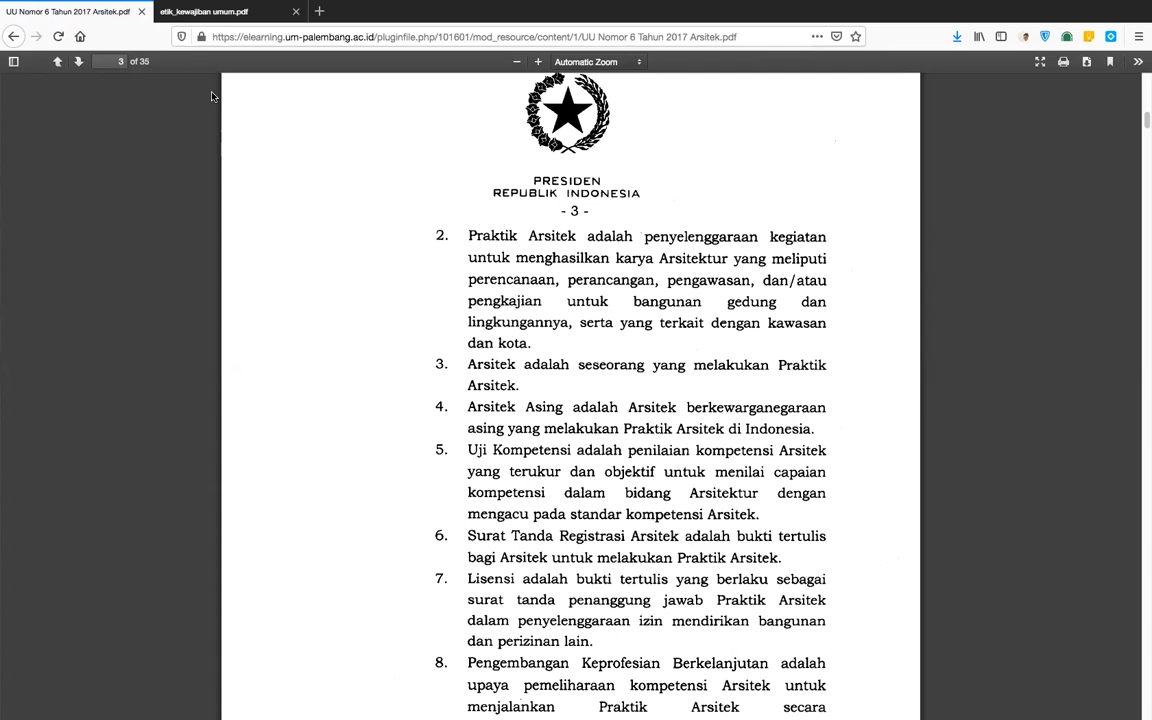 UU Nomor 6 Tahun 2017 Arsitek.pdf
etik_kewajiban umum.pdf
https://elearning.um-palembang.ac.id/pluginfile.php/101601/mod_resource/content/1/UU Nomor 6 Tahun 2017 Arsitek.pdf
3 of 35
Automatic Zoom
PRESIDEN
REPUBLIK INDONESIA
- 3 -
2. Praktik Arsitek adalah penyelenggaraan kegiatan
untuk menghasilkan karya Arsitektur yang meliputi
perencanaan, perancangan, pengawasan, dan/atau
pengkajian untuk bangunan gedung dan
lingkungannya, serta yang terkait dengan kawasan
dan kota.
3. Arsitek adalah seseorang yang melakukan Praktik
Arsitek.
4. Arsitek Asing adalah Arsitek berkewarganegaraan
asing yang melakukan Praktik Arsitek di Indonesia.
5. Uji Kompetensi adalah penilaian kompetensi Arsitek
yang terukur dan objektif untuk menilai capaian
kompetensi dalam bidang Arsitektur dengan
mengacu pada standar kompetensi Arsitek.
6. Surat Tanda Registrasi Arsitek adalah bukti tertulis
bagi Arsitek untuk melakukan Praktik Arsitek.
7. Lisensi adalah bukti tertulis yang berlaku sebagai
surat tanda penanggung jawab Praktik Arsitek
dalam penyelenggaraan izin mendirikan bangunan
dan perizinan lain.
8. Pengembangan Keprofesian Berkelanjutan adalah
upaya pemeliharaan kompetensi Arsitek untuk
menjalankan Praktik Arsitek secara